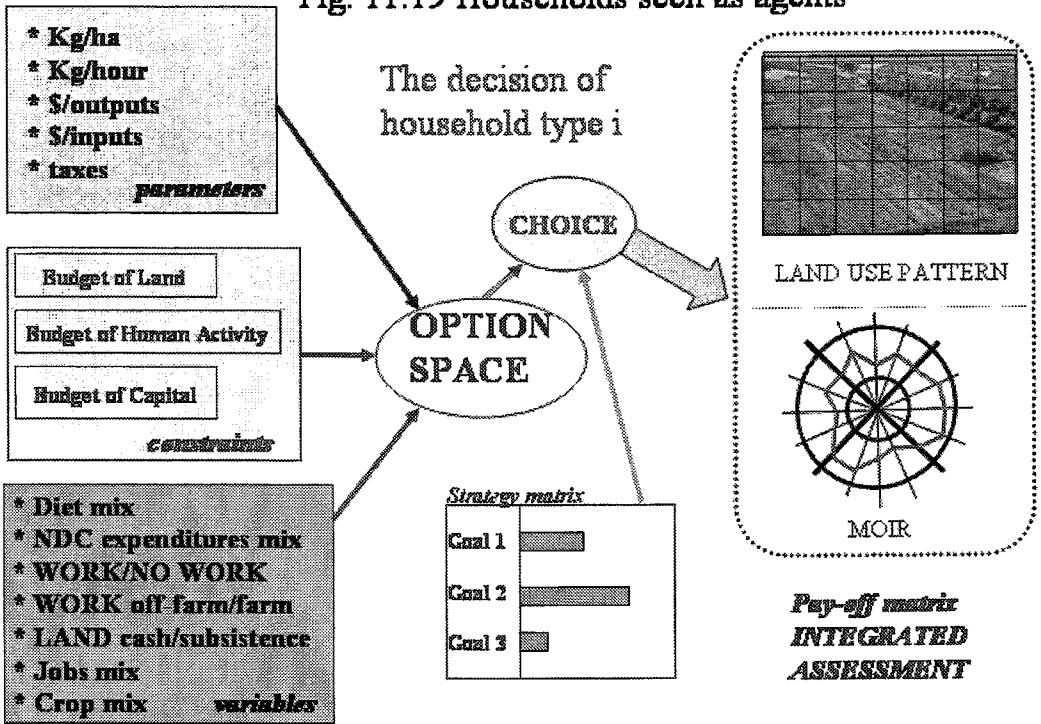 Fig. 11.19 Households seen as agents
* Kg/ha
* Kg/hour
* $/outputs
* $/inputs
* taxes
parameters
The decision of
household type i
CHOICE
Budget of Land
Budget of Human Activity
Budget of Capital
constraints
OPTION
SPACE
LAND USE PATTERN
MOIR
* Diet mix
* NDC expenditures mix
* WORK/NO WORK
* WORK off-farm/farm
* LAND cash/subsistence
* Jobs mix
* Crop mix
variables
Strategy matrix
Goal 1
Goal 2
Goal 3
Pay-off matrix
INTEGRATED
ASSESSMENT